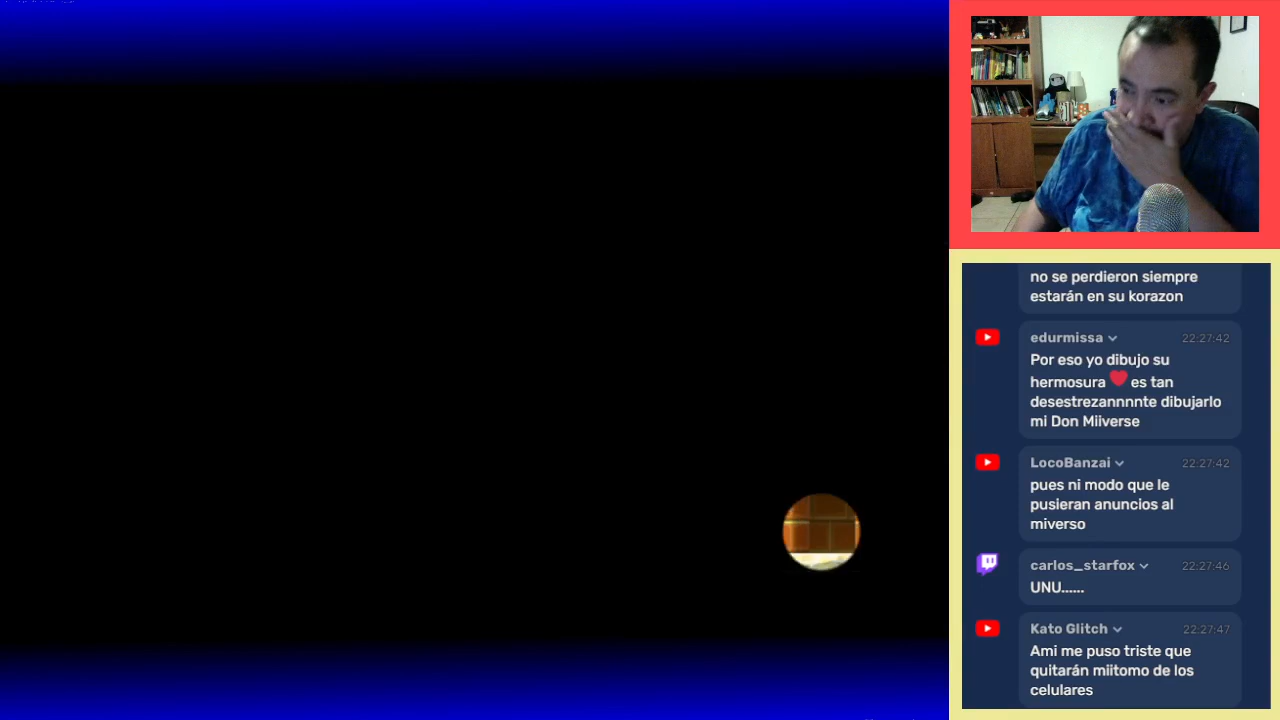 no se perdieron siempre
estarán en su korazon
edurmissa 22:27:42
Por eso yo dibujo su
hermosura ❤ es tan
desestrezannnnte dibujarlo
mi Don Miiverse
LocoBanzai 22:27:42
pues ni modo que le
pusieran anuncios al
miverso
carlos_starfox 22:27:46
UNU......
Kato Glitch 22:27:47
Ami me puso triste que
quitarán miitomo de los
celulares